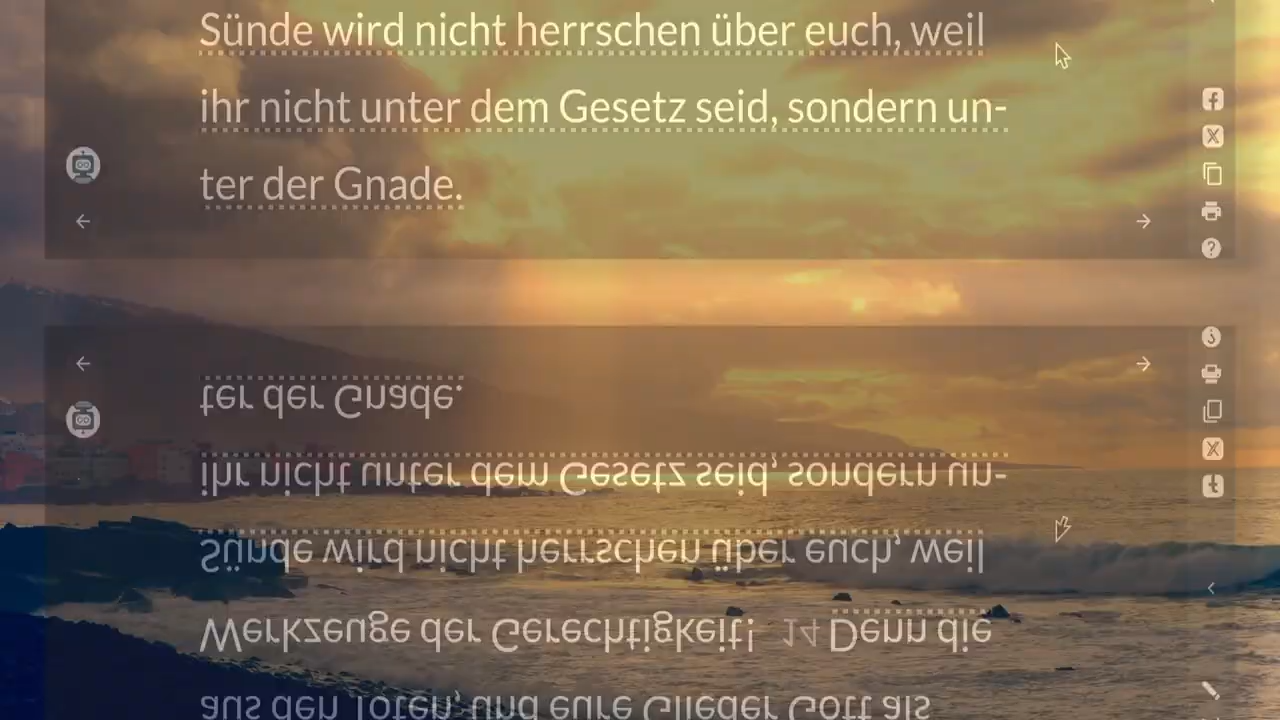 Sünde wird nicht herrschen über euch, weil
ihr nicht unter dem Gesetz seid, sondern un-
ter der Gnade.
ter der Gnade.
ihr nicht unter dem Gesetz seid, sondern un-
Sünde wird nicht herrschen über euch, weil
Werkzeuge der Gerechtigkeit! 14 Denn die
aus den Toten, und eure Glieder Gott als